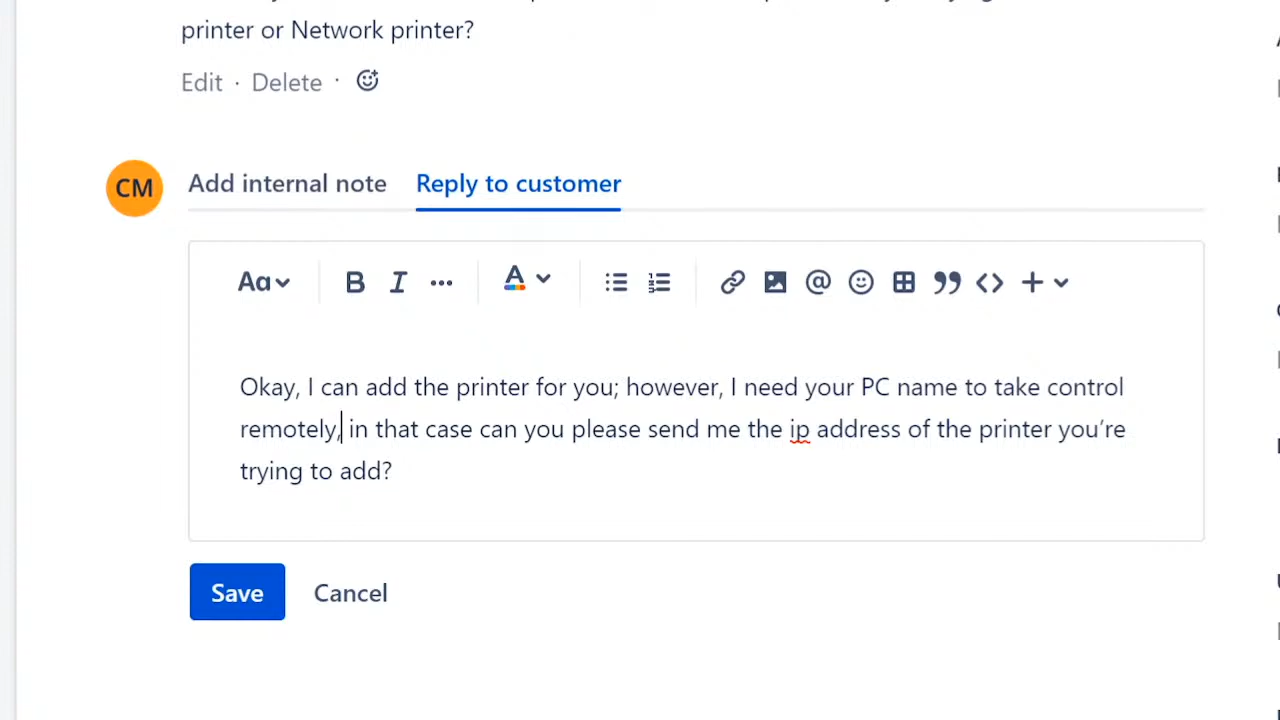 printer or Network printer?
Edit · Delete ·
CM
Add internal note Reply to customer
Aa B I ... A
Okay, I can add the printer for you; however, I need your PC name to take control
remotely, in that case can you please send me the ip address of the printer you’re
trying to add?
Save Cancel